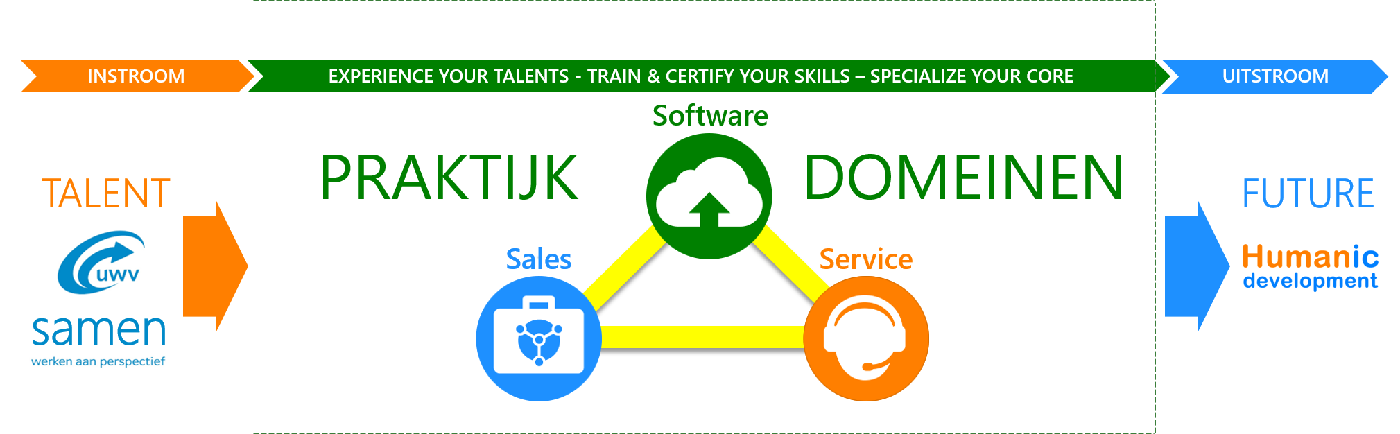 INSTROOM
EXPERIENCE YOUR TALENTS - TRAIN & CERTIFY YOUR SKILLS – SPECIALIZE YOUR CORE
UITSTROOM
TALENT
uwv
samen
werken aan perspectief
PRAKTIJK
DOMEINEN
Software
Sales
Service
FUTURE
Humanic
development